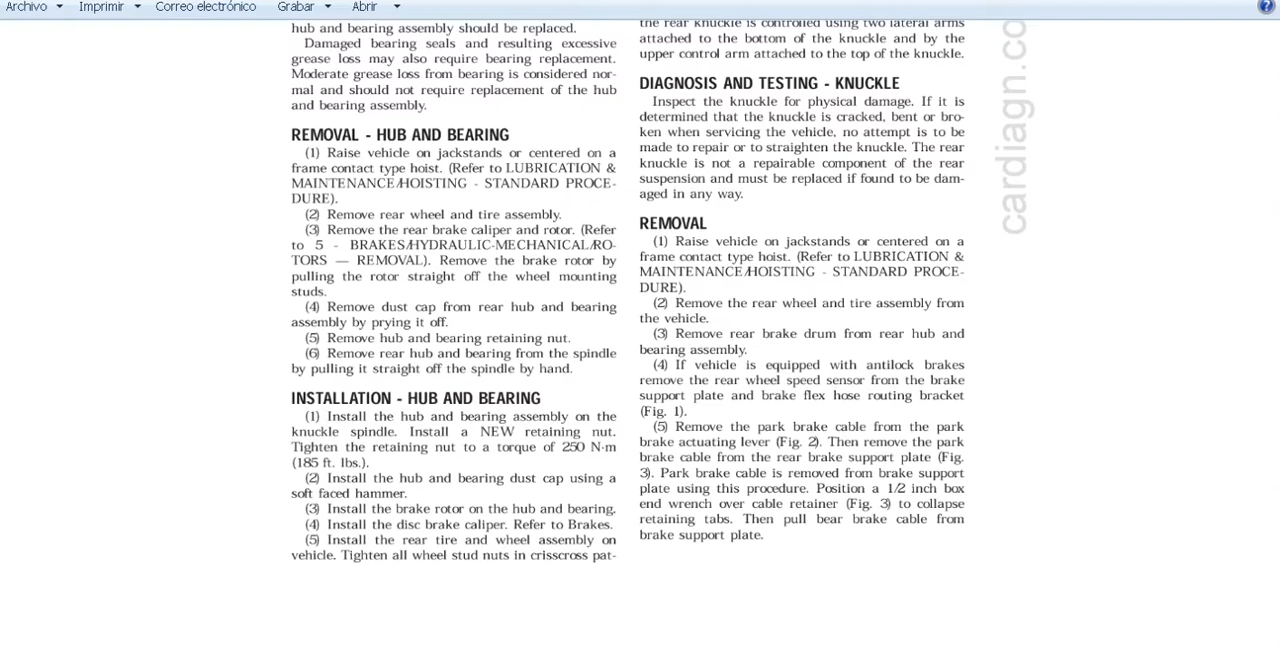 Archivo Imprimir Correo electrónico Grabar Abrir
hub and bearing assembly should be replaced.
Damaged bearing seals and resulting excessive
grease loss may also require bearing replacement.
Moderate grease loss from bearing is considered nor-
mal and should not require replacement of the hub
and bearing assembly.
REMOVAL - HUB AND BEARING
(1) Raise vehicle on jackstands or centered on a
frame contact type hoist. (Refer to LUBRICATION &
MAINTENANCE/HOISTING - STANDARD PROCE-
DURE).
(2) Remove rear wheel and tire assembly.
(3) Remove the rear brake caliper and rotor. (Refer
to 5 - BRAKES/HYDRAULIC-MECHANICAL/RO-
TORS — REMOVAL). Remove the brake rotor by
pulling the rotor straight off the wheel mounting
studs.
(4) Remove dust cap from rear hub and bearing
assembly by prying it off.
(5) Remove hub and bearing retaining nut.
(6) Remove rear hub and bearing from the spindle
by pulling it straight off the spindle by hand.
INSTALLATION - HUB AND BEARING
(1) Install the hub and bearing assembly on the
knuckle spindle. Install a NEW retaining nut.
Tighten the retaining nut to a torque of 250 N·m
(185 ft. lbs.).
(2) Install the hub and bearing dust cap using a
soft faced hammer.
(3) Install the brake rotor on the hub and bearing.
(4) Install the disc brake caliper. Refer to Brakes.
(5) Install the rear tire and wheel assembly on
vehicle. Tighten all wheel stud nuts in crisscross pat-
the rear knuckle is controlled using two lateral arms
attached to the bottom of the knuckle and by the
upper control arm attached to the top of the knuckle.
DIAGNOSIS AND TESTING - KNUCKLE
Inspect the knuckle for physical damage. If it is
determined that the knuckle is cracked, bent or bro-
ken when servicing the vehicle, no attempt is to be
made to repair or to straighten the knuckle. The rear
knuckle is not a repairable component of the rear
suspension and must be replaced if found to be dam-
aged in any way.
REMOVAL
(1) Raise vehicle on jackstands or centered on a
frame contact type hoist. (Refer to LUBRICATION &
MAINTENANCE/HOISTING - STANDARD PROCE-
DURE).
(2) Remove the rear wheel and tire assembly from
the vehicle.
(3) Remove rear brake drum from rear hub and
bearing assembly.
(4) If vehicle is equipped with antilock brakes
remove the rear wheel speed sensor from the brake
support plate and brake flex hose routing bracket
(Fig. 1).
(5) Remove the park brake cable from the park
brake actuating lever (Fig. 2). Then remove the park
brake cable from the rear brake support plate (Fig.
3). Park brake cable is removed from brake support
plate using this procedure. Position a 1/2 inch box
end wrench over cable retainer (Fig. 3) to collapse
retaining tabs. Then pull bear brake cable from
brake support plate.
cardiagn.co